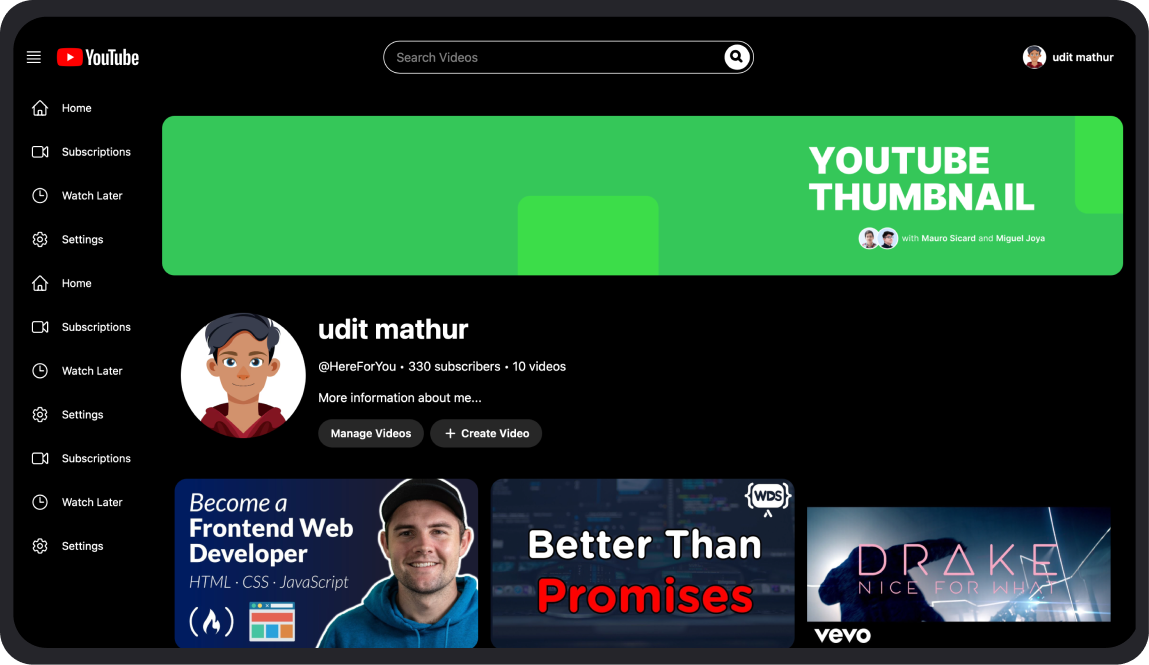 YouTube
Search Videos
udit mathur
Home
Subscriptions
Watch Later
Settings
Home
Subscriptions
Watch Later
Settings
Subscriptions
Watch Later
Settings
YOUTUBE
THUMBNAIL
with Mauro Sicard and Miguel Joya
udit mathur
@HereForYou • 330 subscribers • 10 videos
More information about me...
Manage Videos
+ Create Video
Become a
Frontend Web
Developer
HTML · CSS · JavaScript
{WDS}
Better Than
Promises
DRAKE
NICE FOR WHAT
vevo